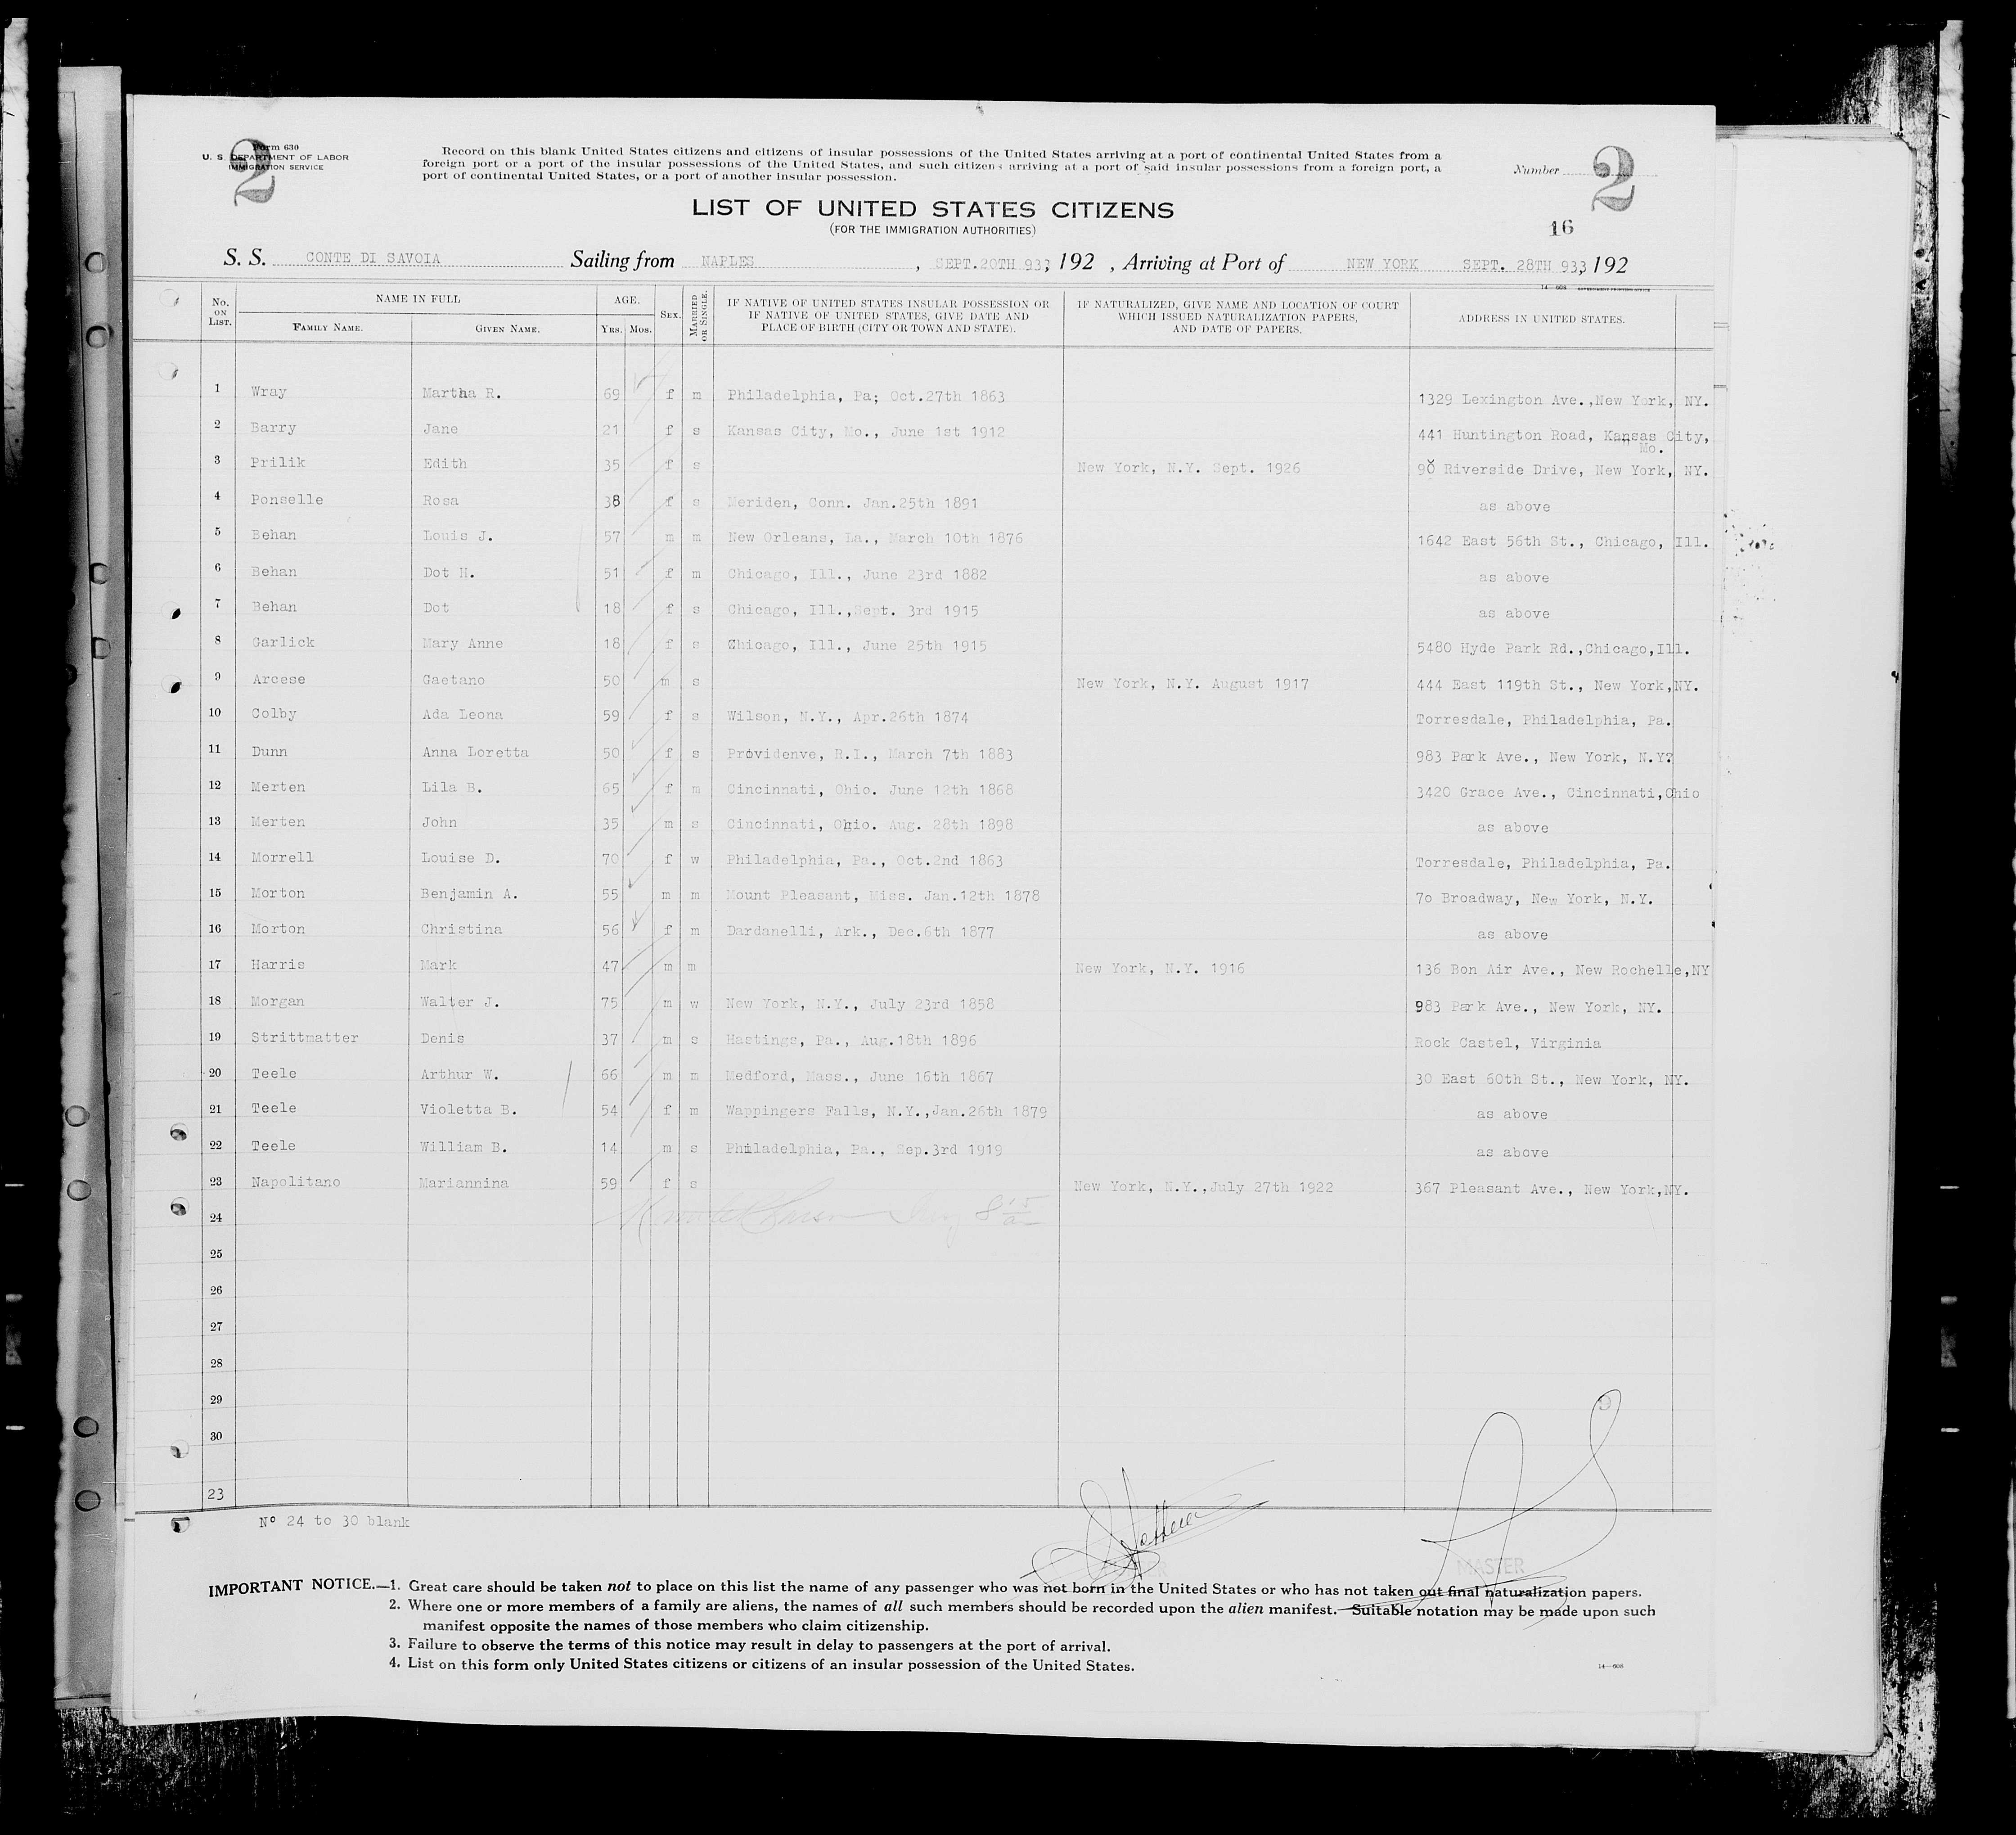 2
Form 630
U. S. DEPARTMENT OF LABOR
IMMIGRATION SERVICE
Record on this blank United States citizens and citizens of insular possessions of the United States arriving at a port of continental United States from a
foreign port or a port of the insular possessions of the United States, and such citizens arriving at a port of said insular possessions from a foreign port, a
port of continental United States, or a port of another insular possession.
Number 2
LIST OF UNITED STATES CITIZENS
(FOR THE IMMIGRATION AUTHORITIES)
16
S. S. CONTE DI SAVOIA Sailing from NAPLES , SEPT.20TH 933, 192 , Arriving at Port of NEW YORK SEPT. 28TH 933, 192
14—608 GOVERNMENT PRINTING OFFICE
No. ON LIST. NAME IN FULL FAMILY NAME. GIVEN NAME. AGE. YRS. MOS. SEX. MARRIED OR SINGLE. IF NATIVE OF UNITED STATES INSULAR POSSESSION OR IF NATIVE OF UNITED STATES, GIVE DATE AND PLACE OF BIRTH (CITY OR TOWN AND STATE). IF NATURALIZED, GIVE NAME AND LOCATION OF COURT WHICH ISSUED NATURALIZATION PAPERS, AND DATE OF PAPERS. ADDRESS IN UNITED STATES.
1 Wray Martha R. 69 f m Philadelphia, Pa; Oct.27th 1863 1329 Lexington Ave.,New York, NY.
2 Barry Jane 21 f s Kansas City, Mo., June 1st 1912 441 Huntington Road, Kansas City, Mo.
3 Prilik Edith 35 f s New York, N.Y. Sept. 1926 90 Riverside Drive, New York, NY.
4 Ponselle Rosa 38 f s Meriden, Conn. Jan.25th 1891 as above
5 Behan Louis J. 57 m m New Orleans, La., March 10th 1876 1642 East 56th St., Chicago, Ill.
6 Behan Dot H. 51 f m Chicago, Ill., June 23rd 1882 as above
7 Behan Dot 18 f s Chicago, Ill.,Sept. 3rd 1915 as above
8 Garlick Mary Anne 18 f s Chicago, Ill., June 25th 1915 5480 Hyde Park Rd.,Chicago,Ill.
9 Arcese Gaetano 50 m s New York, N.Y. August 1917 444 East 119th St., New York,NY.
10 Colby Ada Leona 59 f s Wilson, N.Y., Apr.26th 1874 Torresdale, Philadelphia, Pa.
11 Dunn Anna Loretta 50 f s Providenve, R.I., March 7th 1883 983 Park Ave., New York, N.Y?
12 Merten Lila B. 65 f m Cincinnati, Ohio. June 12th 1868 3420 Grace Ave., Cincinnati,Ohio
13 Merten John 35 m s Cincinnati, Ohio. Aug. 28th 1898 as above
14 Morrell Louise D. 70 f w Philadelphia, Pa., Oct.2nd 1863 Torresdale, Philadelphia, Pa.
15 Morton Benjamin A. 55 m m Mount Pleasant, Miss. Jan.12th 1878 70 Broadway, New York, N.Y.
16 Morton Christina 56 f m Dardanelli, Ark., Dec.6th 1877 as above
17 Harris Mark 47 m m New York, N.Y. 1916 136 Bon Air Ave., New Rochelle,NY
18 Morgan Walter J. 75 m w New York, N.Y., July 23rd 1858 983 Park Ave., New York, NY.
19 Strittmatter Denis 37 m s Hastings, Pa., Aug.18th 1896 Rock Castel, Virginia
20 Teele Arthur W. 66 m m Medford, Mass., June 16th 1867 30 East 60th St., New York, NY.
21 Teele Violetta B. 54 f m Wappingers Falls, N.Y.,Jan.26th 1879 as above
22 Teele William B. 14 m s Philadelphia, Pa., Sep.3rd 1919 as above
23 Napolitano Mariannina 59 f s New York, N.Y.,July 27th 1922 367 Pleasant Ave., New York,NY.
24
25
26
27
28
29
30
23
Nº 24 to 30 blank
MASTER
IMPORTANT NOTICE.—1. Great care should be taken not to place on this list the name of any passenger who was not born in the United States or who has not taken out final naturalization papers.
2. Where one or more members of a family are aliens, the names of all such members should be recorded upon the alien manifest. Suitable notation may be made upon such
manifest opposite the names of those members who claim citizenship.
3. Failure to observe the terms of this notice may result in delay to passengers at the port of arrival.
4. List on this form only United States citizens or citizens of an insular possession of the United States.
14—608